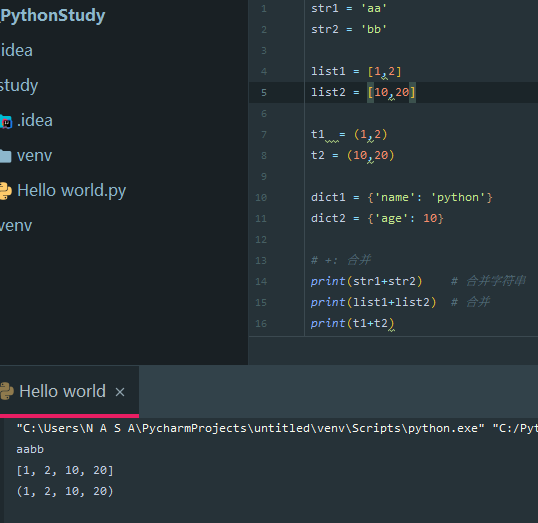 PythonStudy
idea
study
.idea
venv
Hello world.py
venv
1 str1 = 'aa'
2 str2 = 'bb'
3
4 list1 = [1,2]
5 list2 = [10,20]
6
7 t1 = (1,2)
8 t2 = (10,20)
9
10 dict1 = {'name': 'python'}
11 dict2 = {'age': 10}
12
13 # +: 合并
14 print(str1+str2) # 合并字符串
15 print(list1+list2) # 合并
16 print(t1+t2)
Hello world ×
"C:\Users\N A S A\PycharmProjects\untitled\venv\Scripts\python.exe" "C:/Pyt
aabb
[1, 2, 10, 20]
(1, 2, 10, 20)